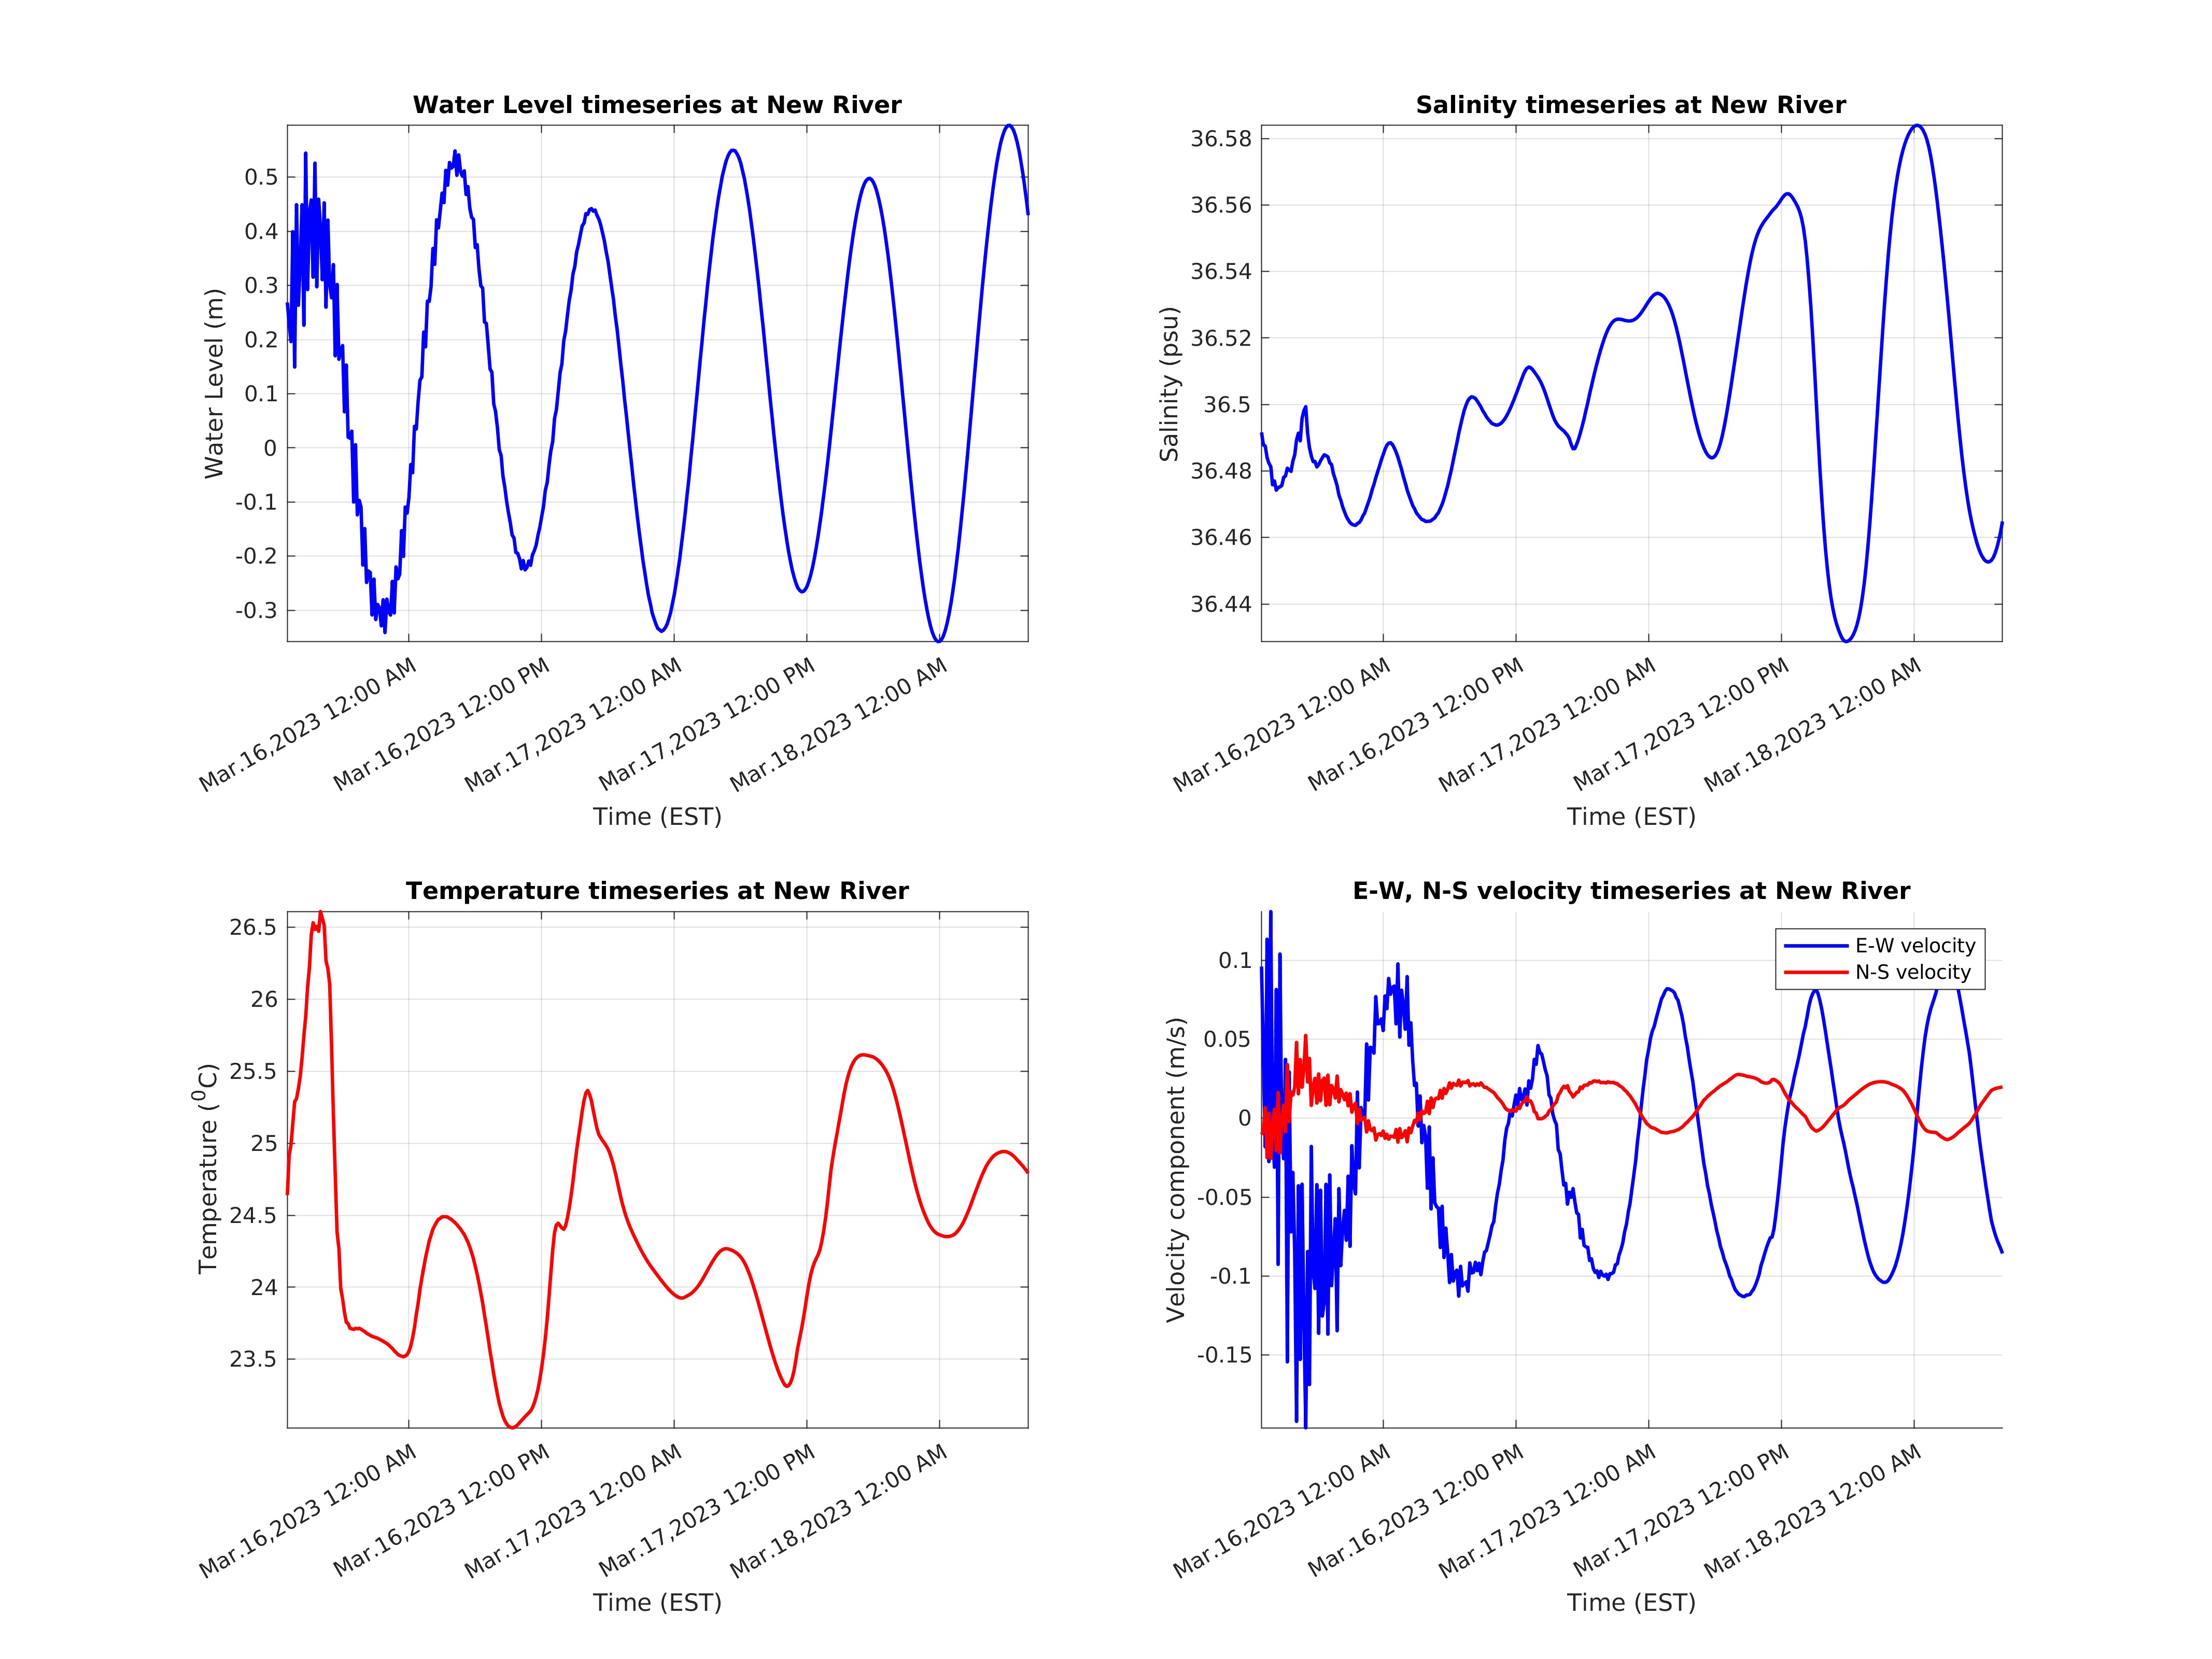 Water Level timeseries at New River
Water Level (m)
0.5
0.4
0.3
0.2
0.1
0
-0.1
-0.2
-0.3
Mar.16,2023 12:00 AM
Mar.16,2023 12:00 PM
Mar.17,2023 12:00 AM
Mar.17,2023 12:00 PM
Mar.18,2023 12:00 AM
Time (EST)
Salinity timeseries at New River
Salinity (psu)
36.58
36.56
36.54
36.52
36.5
36.48
36.46
36.44
Mar.16,2023 12:00 AM
Mar.16,2023 12:00 PM
Mar.17,2023 12:00 AM
Mar.17,2023 12:00 PM
Mar.18,2023 12:00 AM
Time (EST)
Temperature timeseries at New River
Temperature (⁰C)
26.5
26
25.5
25
24.5
24
23.5
Mar.16,2023 12:00 AM
Mar.16,2023 12:00 PM
Mar.17,2023 12:00 AM
Mar.17,2023 12:00 PM
Mar.18,2023 12:00 AM
Time (EST)
E-W, N-S velocity timeseries at New River
E-W velocity
N-S velocity
Velocity component (m/s)
0.1
0.05
0
-0.05
-0.1
-0.15
Mar.16,2023 12:00 AM
Mar.16,2023 12:00 PM
Mar.17,2023 12:00 AM
Mar.17,2023 12:00 PM
Mar.18,2023 12:00 AM
Time (EST)